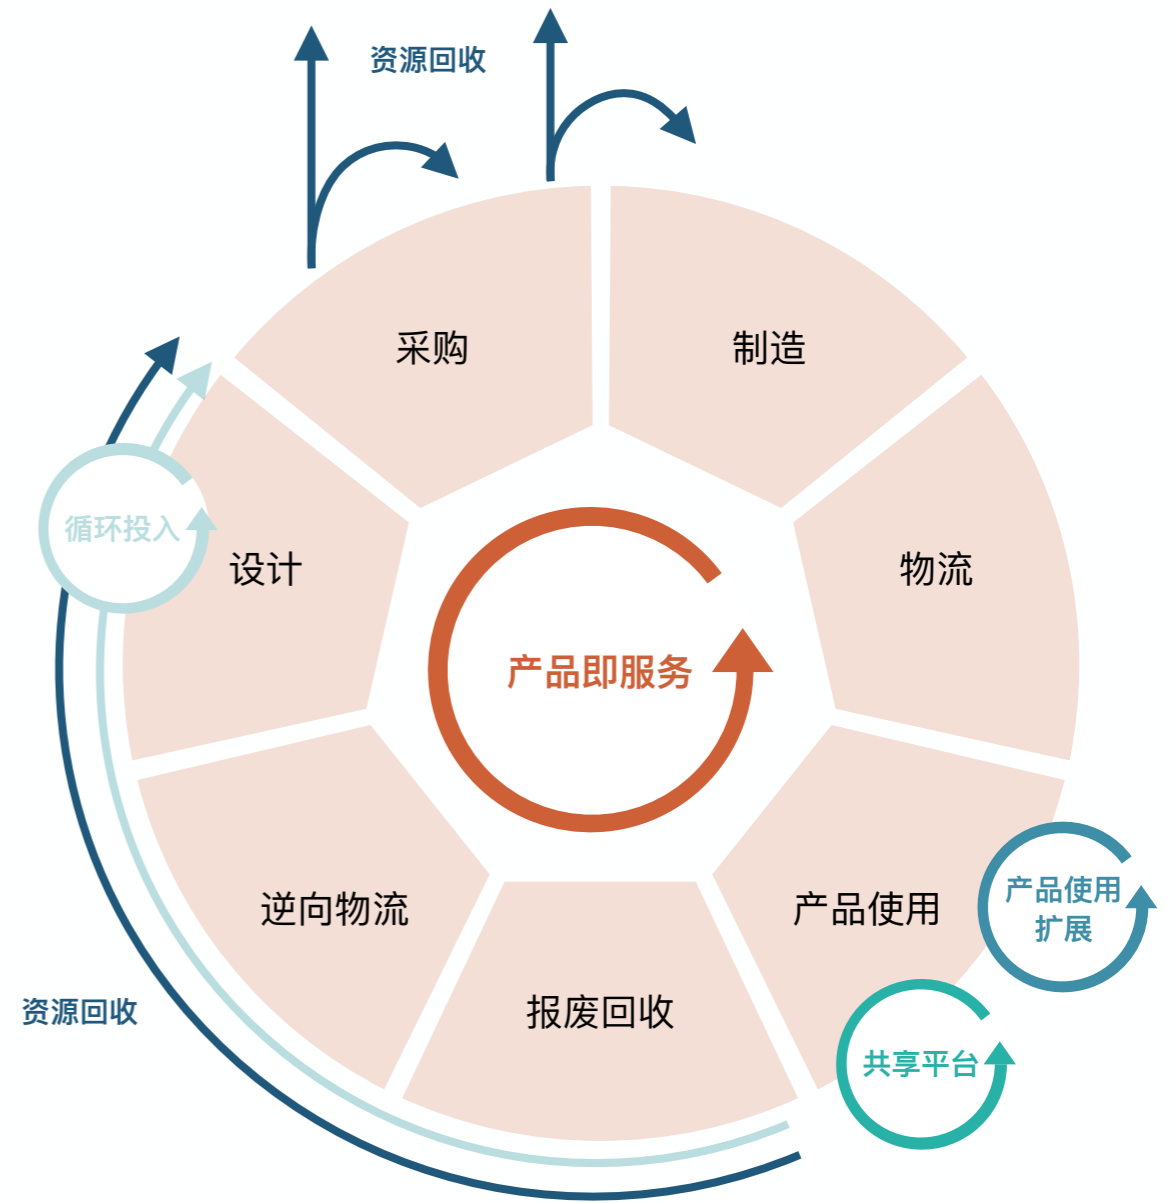 资源回收
采购
制造
循环投入
设计
物流
产品即服务
产品使用
扩展
逆向物流
产品使用
报废回收
资源回收
共享平台